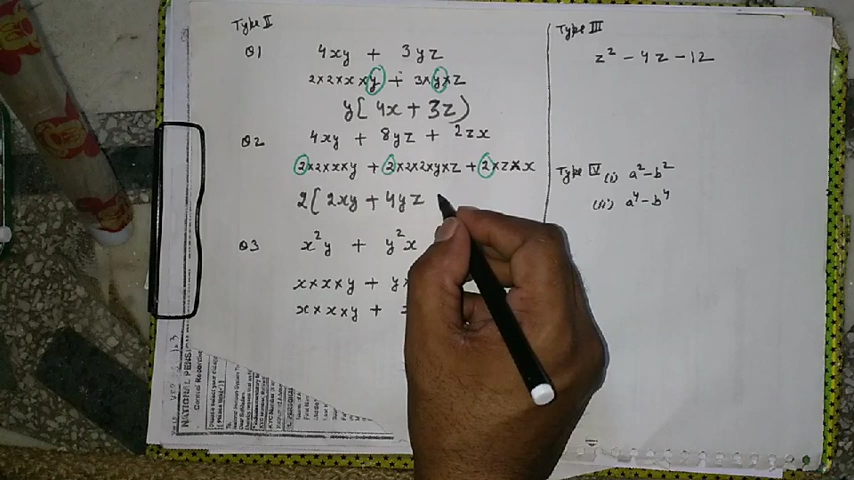 Type II
Q1 4xy + 3yz
2×2×x×y + 3×y×z
y[4x + 3z)
Q2 4xy + 8yz + 2zx
2×2×x×y + 2×2×2×y×z + 2×z×x
2[2xy + 4yz
Q3 x²y + y²x
x×x×y + y×
x×x×y +
Type III
z² - 4z - 12
Type IV (i) a² - b²
(ii) a⁴ - b⁴
NATIONAL PENS